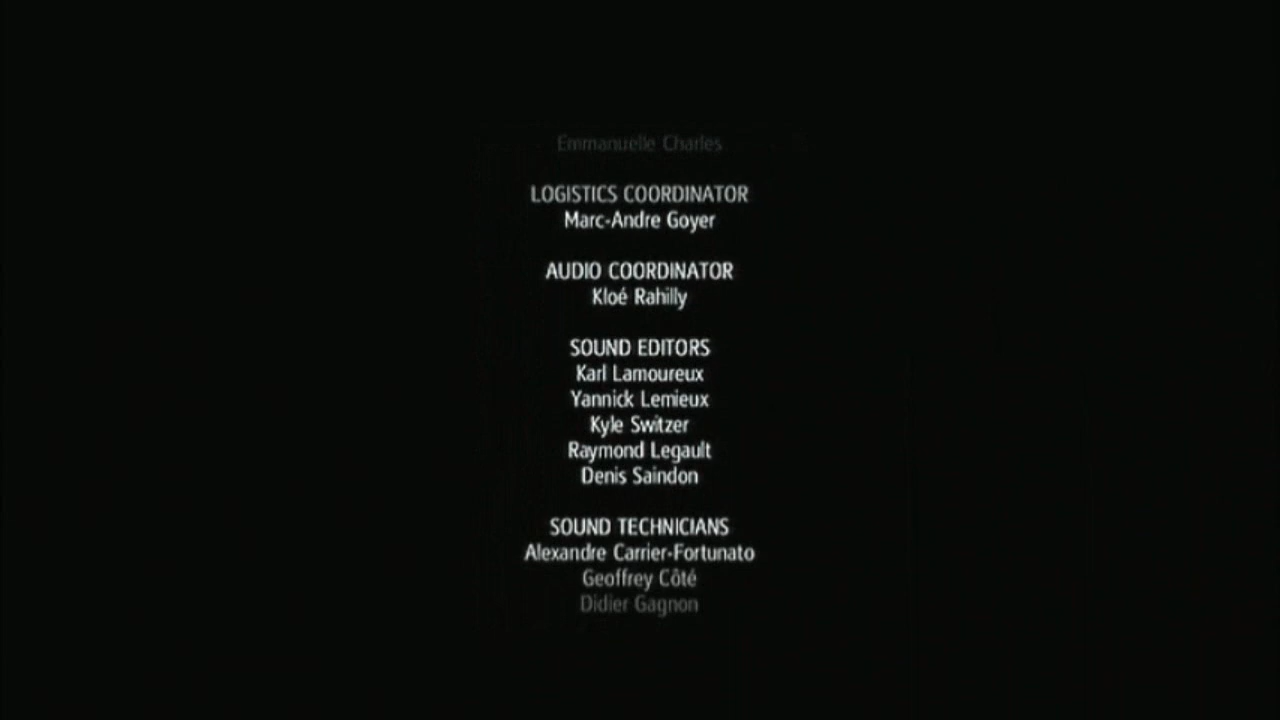 Emmanuelle Charles
LOGISTICS COORDINATOR
Marc-Andre Goyer
AUDIO COORDINATOR
Kloé Rahilly
SOUND EDITORS
Karl Lamoureux
Yannick Lemieux
Kyle Switzer
Raymond Legault
Denis Saindon
SOUND TECHNICIANS
Alexandre Carrier-Fortunato
Geoffrey Côté
Didier Gagnon